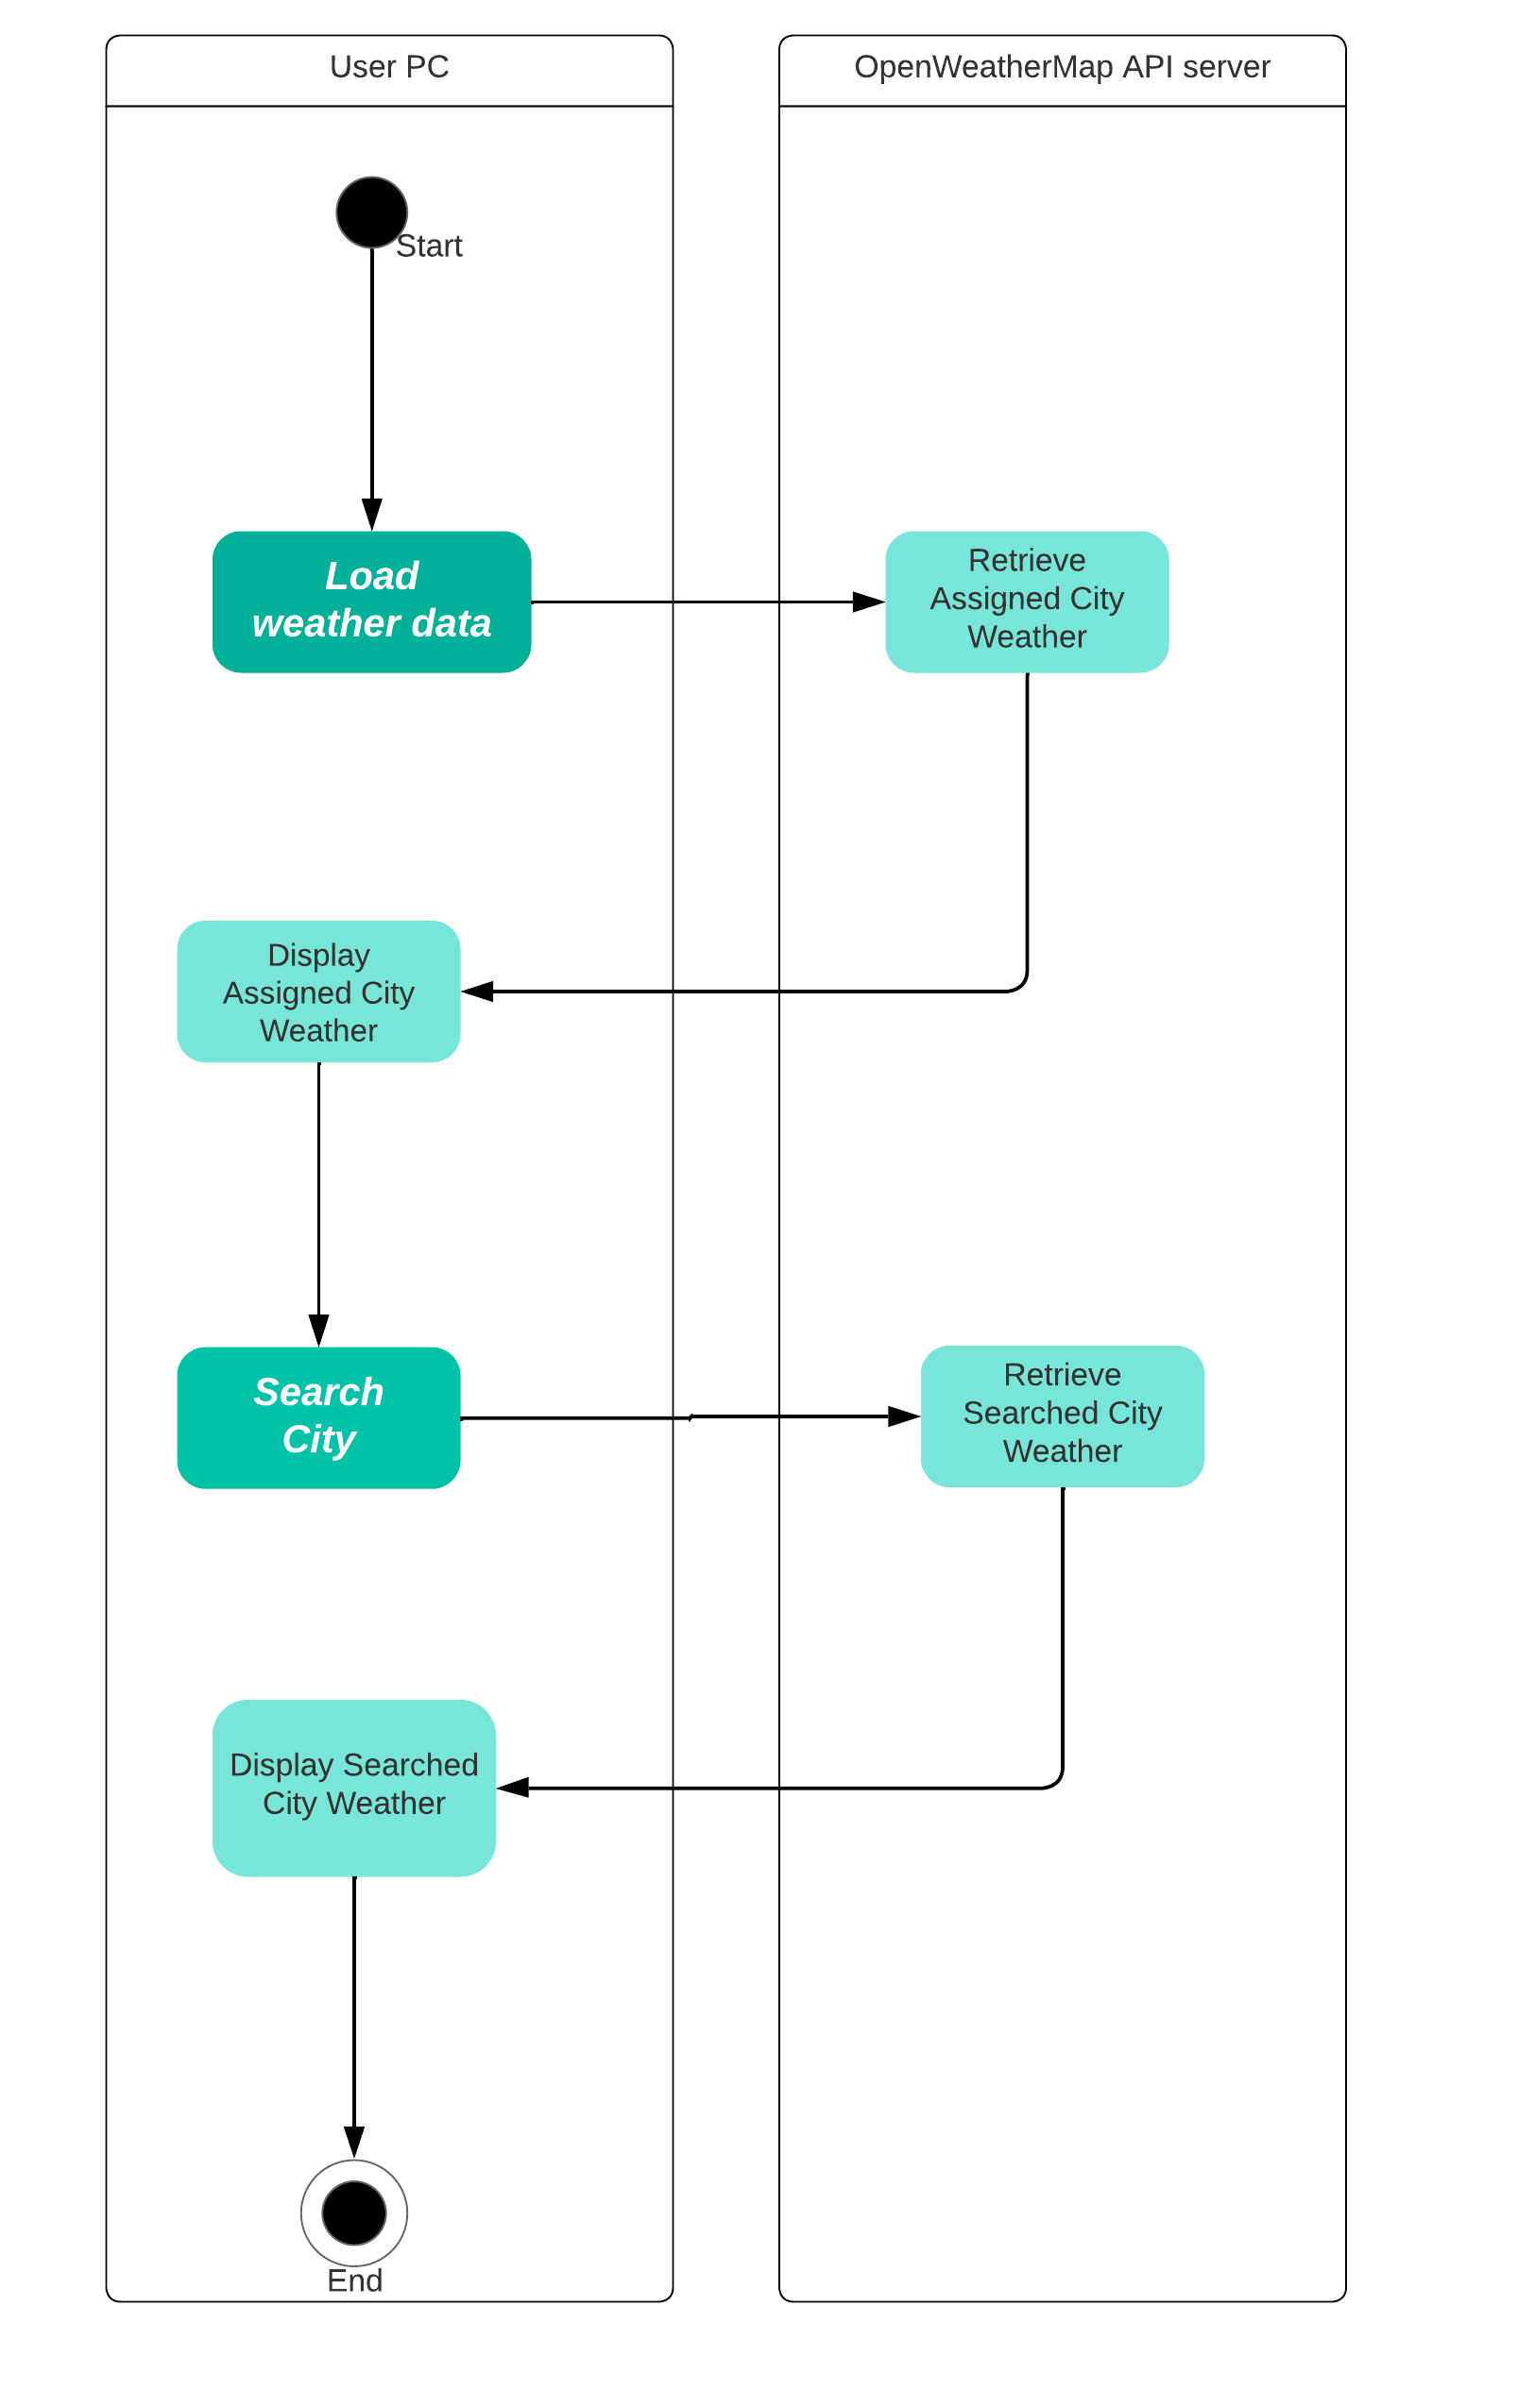 User PC
OpenWeatherMap API server
Start
Load
weather data
Retrieve
Assigned City
Weather
Display
Assigned City
Weather
Search
City
Retrieve
Searched City
Weather
Display Searched
City Weather
End